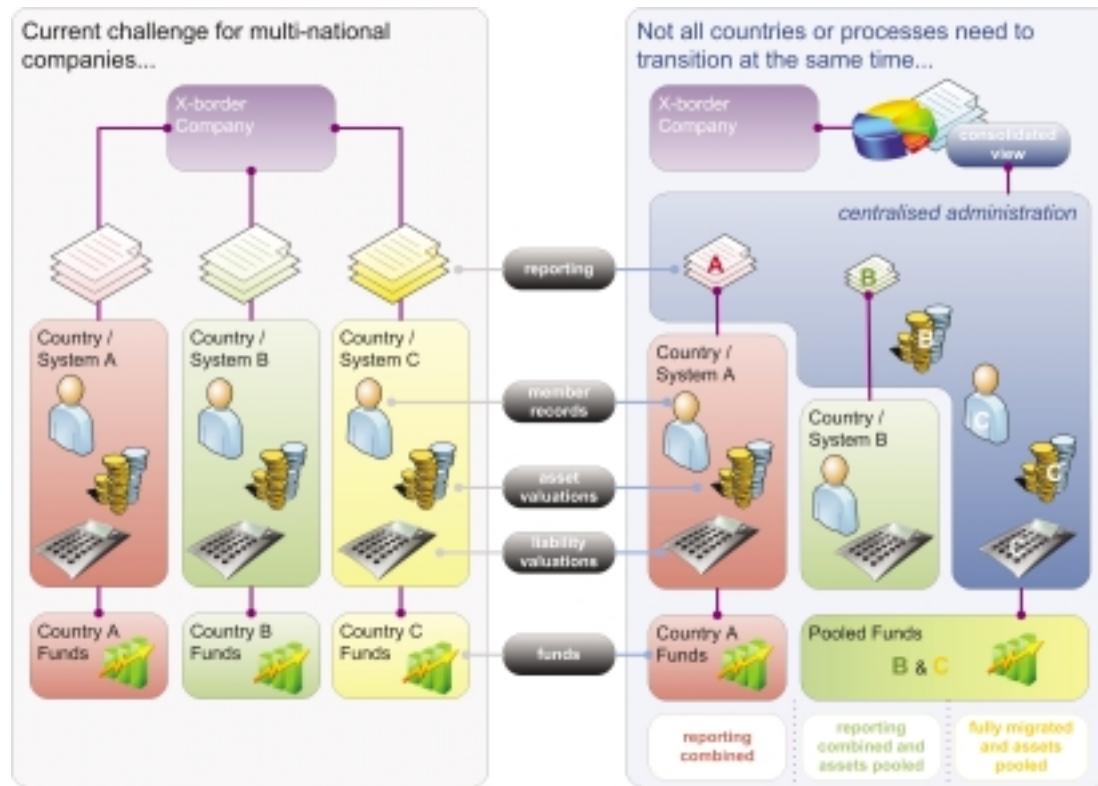 Current challenge for multi-national
companies...
X-border
Company
Country /
System A
Country /
System B
Country /
System C
Country A
Funds
Country B
Funds
Country C
Funds
reporting
member
records
asset
valuations
liability
valuations
funds
Not all countries or processes need to
transition at the same time...
X-border
Company
consolidated
view
centralised administration
A
B
B
Country /
System A
Country /
System B
C
C
C
Country A
Funds
Pooled Funds
B & C
reporting
combined
reporting
combined and
assets pooled
fully migrated
and assets
pooled